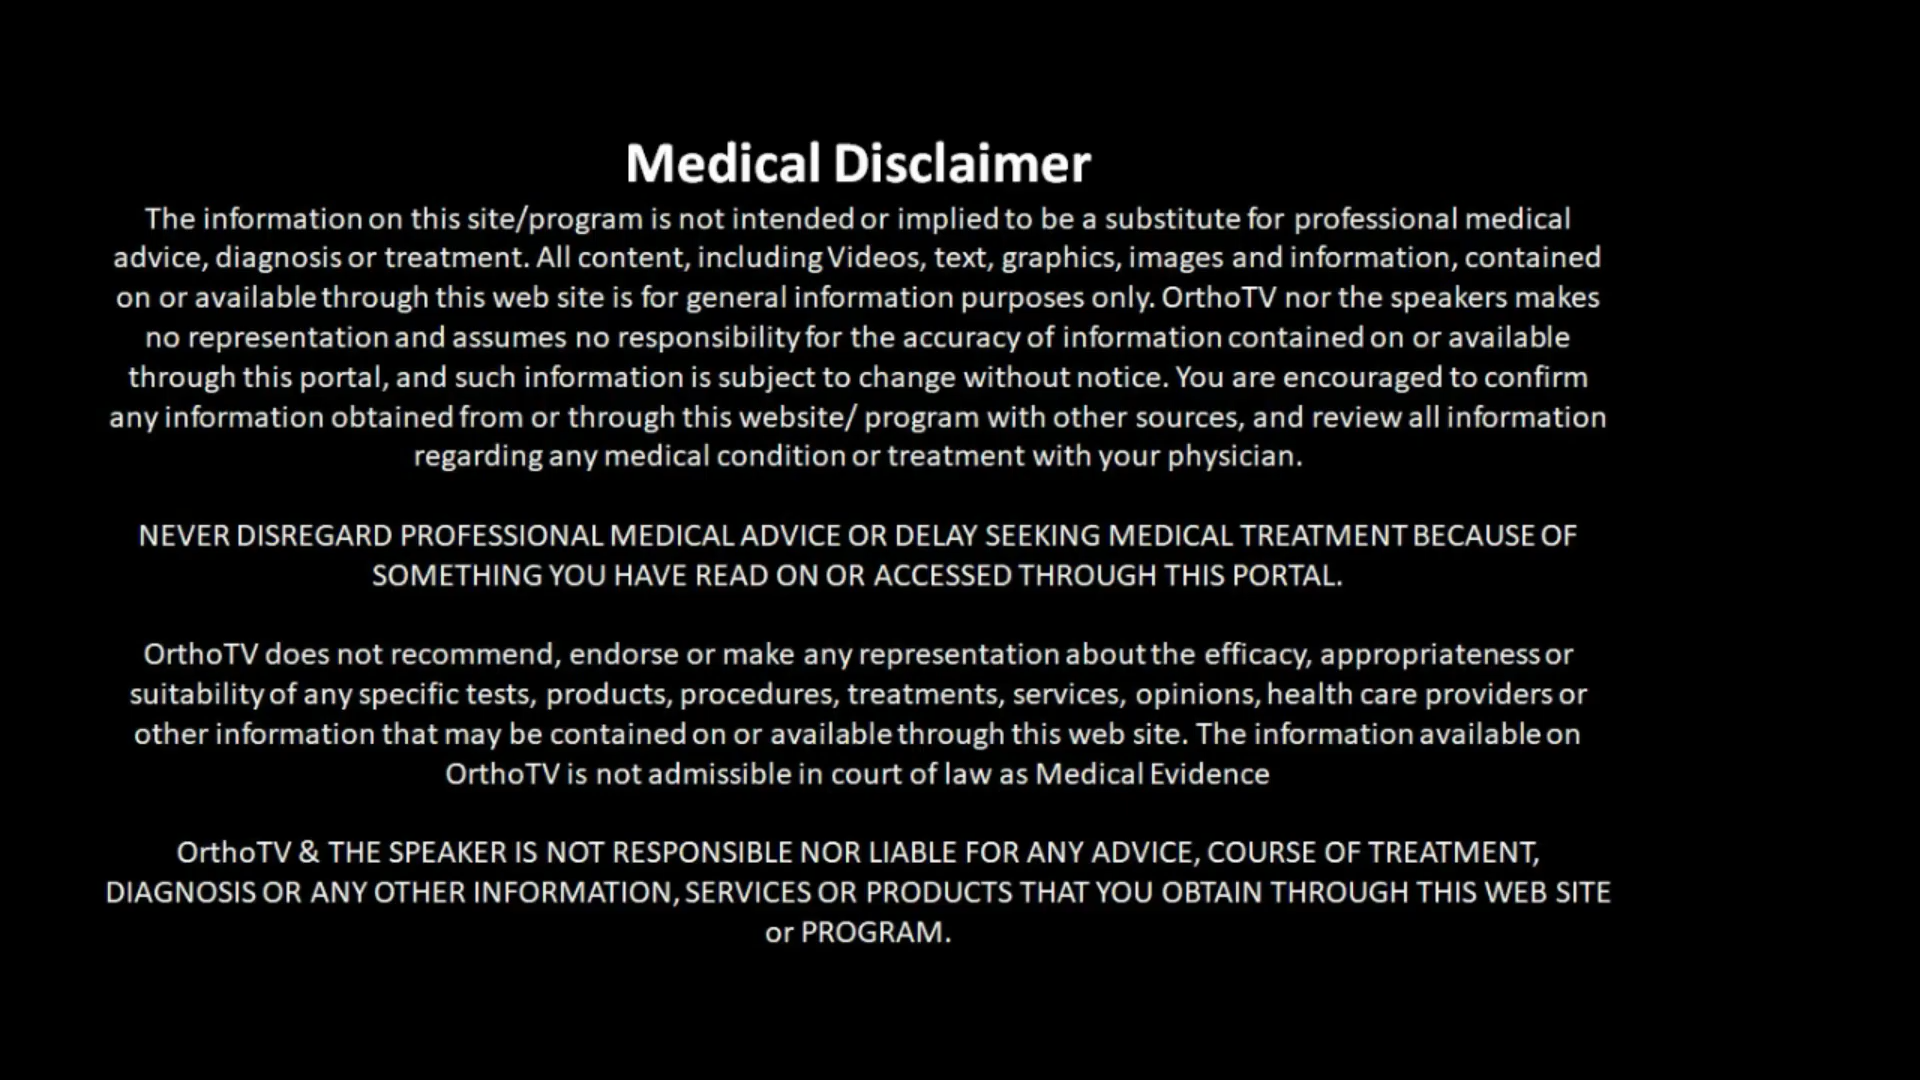 Medical Disclaimer
The information on this site/program is not intended or implied to be a substitute for professional medical
advice, diagnosis or treatment. All content, including Videos, text, graphics, images and information, contained
on or available through this web site is for general information purposes only. OrthoTV nor the speakers makes
no representation and assumes no responsibility for the accuracy of information contained on or available
through this portal, and such information is subject to change without notice. You are encouraged to confirm
any information obtained from or through this website/ program with other sources, and review all information
regarding any medical condition or treatment with your physician.
NEVER DISREGARD PROFESSIONAL MEDICAL ADVICE OR DELAY SEEKING MEDICAL TREATMENT BECAUSE OF
SOMETHING YOU HAVE READ ON OR ACCESSED THROUGH THIS PORTAL.
OrthoTV does not recommend, endorse or make any representation about the efficacy, appropriateness or
suitability of any specific tests, products, procedures, treatments, services, opinions, health care providers or
other information that may be contained on or available through this web site. The information available on
OrthoTV is not admissible in court of law as Medical Evidence
OrthoTV & THE SPEAKER IS NOT RESPONSIBLE NOR LIABLE FOR ANY ADVICE, COURSE OF TREATMENT,
DIAGNOSIS OR ANY OTHER INFORMATION, SERVICES OR PRODUCTS THAT YOU OBTAIN THROUGH THIS WEB SITE
or PROGRAM.